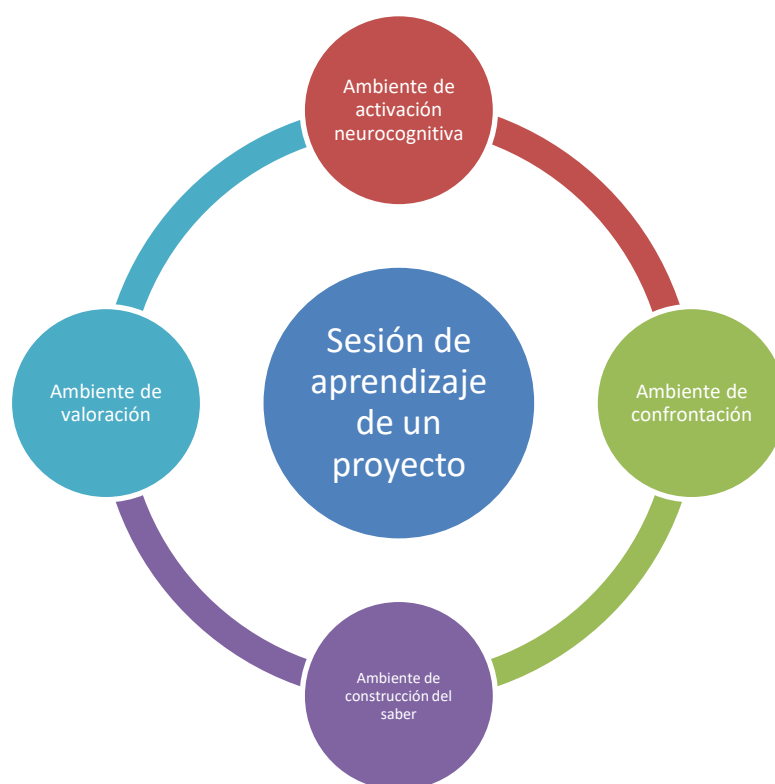 Ambiente de
activación
neurocognitiva
Sesión de
aprendizaje
de un
proyecto
Ambiente de
valoración
Ambiente de
confrontación
Ambiente de
construcción del
saber